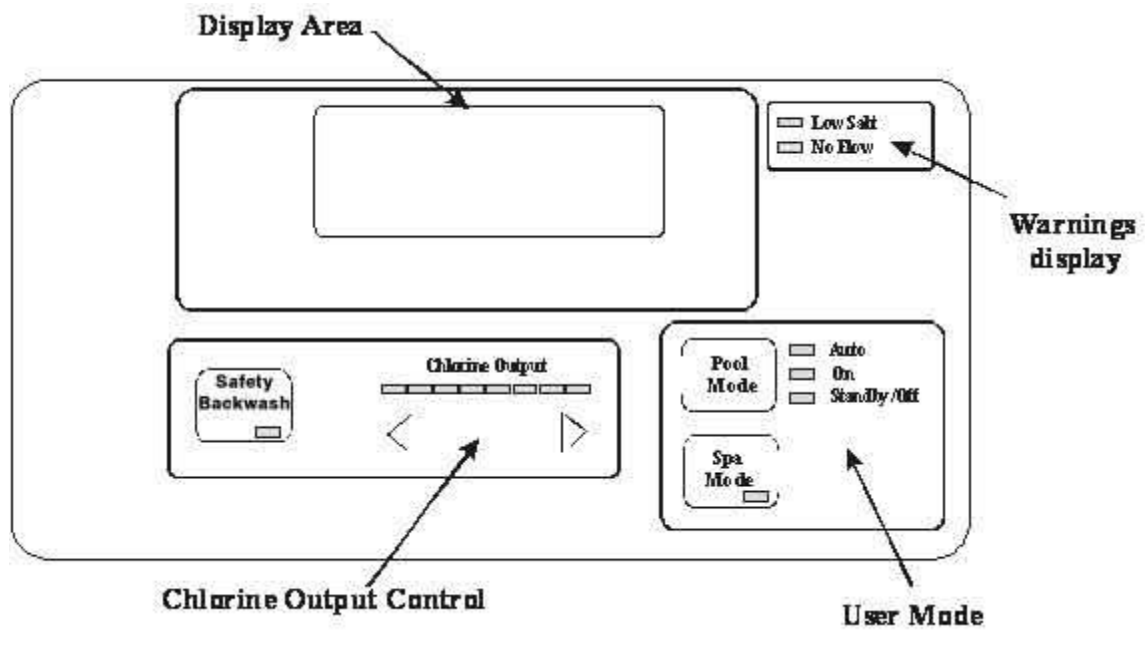 Display Area
Low Salt
No Flow
Warnings
display
Chlorine Output
Safety
Backwash
Pool
Mode
Auto
On
Standby/Off
Spa
Mode
Chlorine Output Control
User Mode